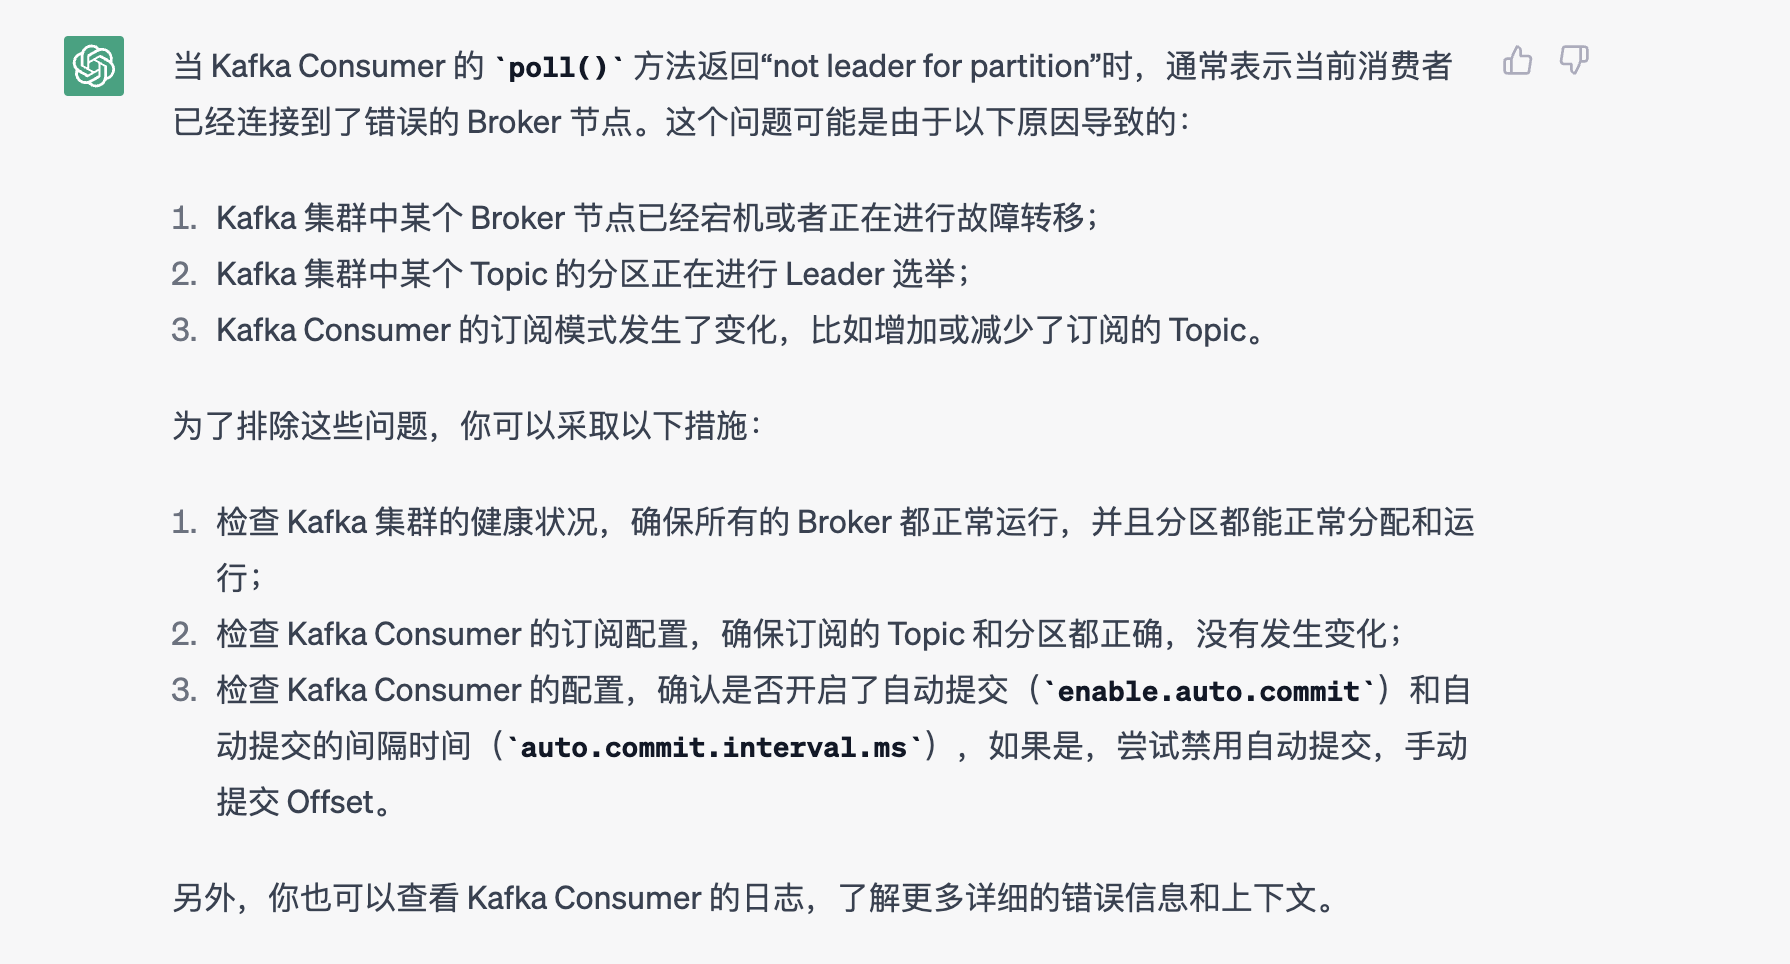 当 Kafka Consumer 的 `poll()` 方法返回“not leader for partition”时，通常表示当前消费者
已经连接到了错误的 Broker 节点。这个问题可能是由于以下原因导致的：
1. Kafka 集群中某个 Broker 节点已经宕机或者正在进行故障转移；
2. Kafka 集群中某个 Topic 的分区正在进行 Leader 选举；
3. Kafka Consumer 的订阅模式发生了变化，比如增加或减少了订阅的 Topic。
为了排除这些问题，你可以采取以下措施：
1. 检查 Kafka 集群的健康状况，确保所有的 Broker 都正常运行，并且分区都能正常分配和运
行；
2. 检查 Kafka Consumer 的订阅配置，确保订阅的 Topic 和分区都正确，没有发生变化；
3. 检查 Kafka Consumer 的配置，确认是否开启了自动提交（`enable.auto.commit`）和自
动提交的间隔时间（`auto.commit.interval.ms`），如果是，尝试禁用自动提交，手动
提交 Offset。
另外，你也可以查看 Kafka Consumer 的日志，了解更多详细的错误信息和上下文。